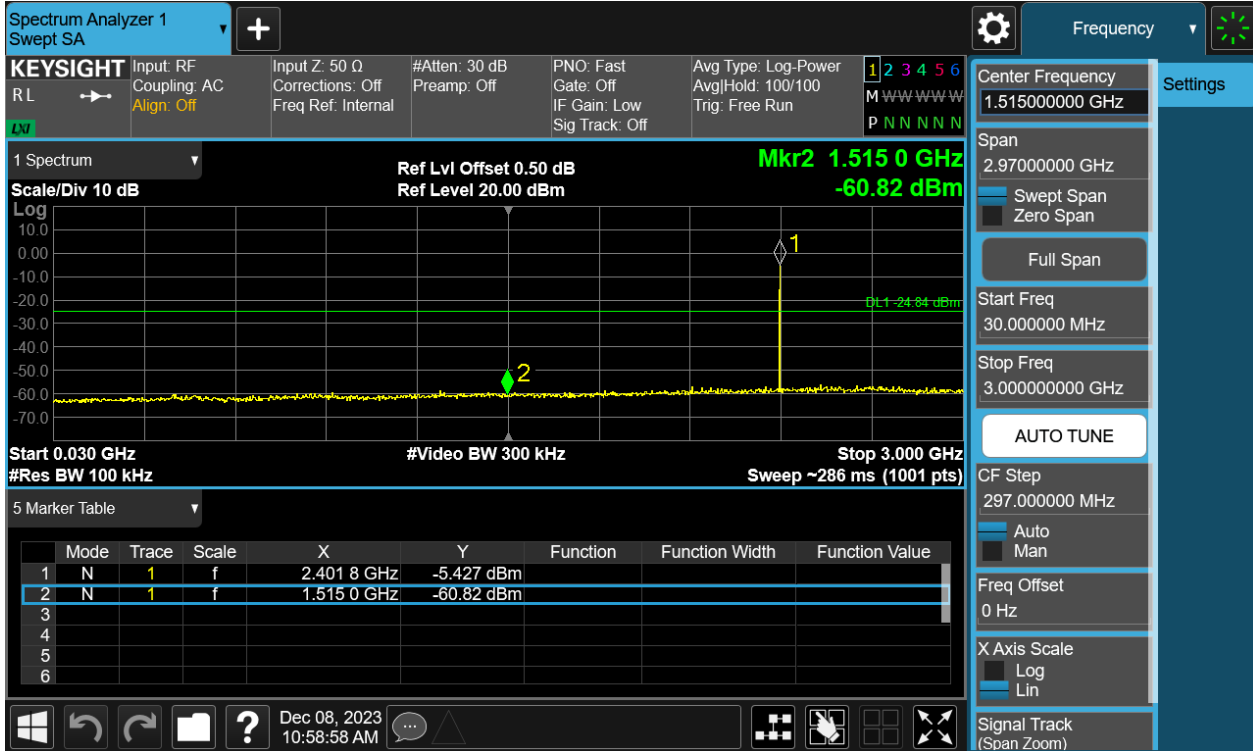 Spectrum Analyzer 1
Swept SA
+
Frequency
KEYSIGHT
R L
LXI
Input: RF
Coupling: AC
Align: Off
Input Z: 50 Ω
Corrections: Off
Freq Ref: Internal
#Atten: 30 dB
Preamp: Off
PNO: Fast
Gate: Off
IF Gain: Low
Sig Track: Off
Avg Type: Log-Power
Avg|Hold: 100/100
Trig: Free Run
1 2 3 4 5 6
M W W W W W
P N N N N N
1 Spectrum
Scale/Div 10 dB
Ref Lvl Offset 0.50 dB
Ref Level 20.00 dBm
Mkr2 1.515 0 GHz
-60.82 dBm
Log
10.0
0.00
-10.0
-20.0
-30.0
-40.0
-50.0
-60.0
-70.0
1
DL1 -24.84 dBm
2
Start 0.030 GHz
#Video BW 300 kHz
Stop 3.000 GHz
#Res BW 100 kHz
Sweep ~286 ms (1001 pts)
5 Marker Table
Mode Trace Scale X Y Function Function Width Function Value
1 N 1 f 2.401 8 GHz -5.427 dBm
2 N 1 f 1.515 0 GHz -60.82 dBm
3
4
5
6
?
Dec 08, 2023
10:58:58 AM
Center Frequency
1.515000000 GHz
Settings
Span
2.97000000 GHz
Swept Span
Zero Span
Full Span
Start Freq
30.000000 MHz
Stop Freq
3.000000000 GHz
AUTO TUNE
CF Step
297.000000 MHz
Auto
Man
Freq Offset
0 Hz
X Axis Scale
Log
Lin
Signal Track
(Span Zoom)